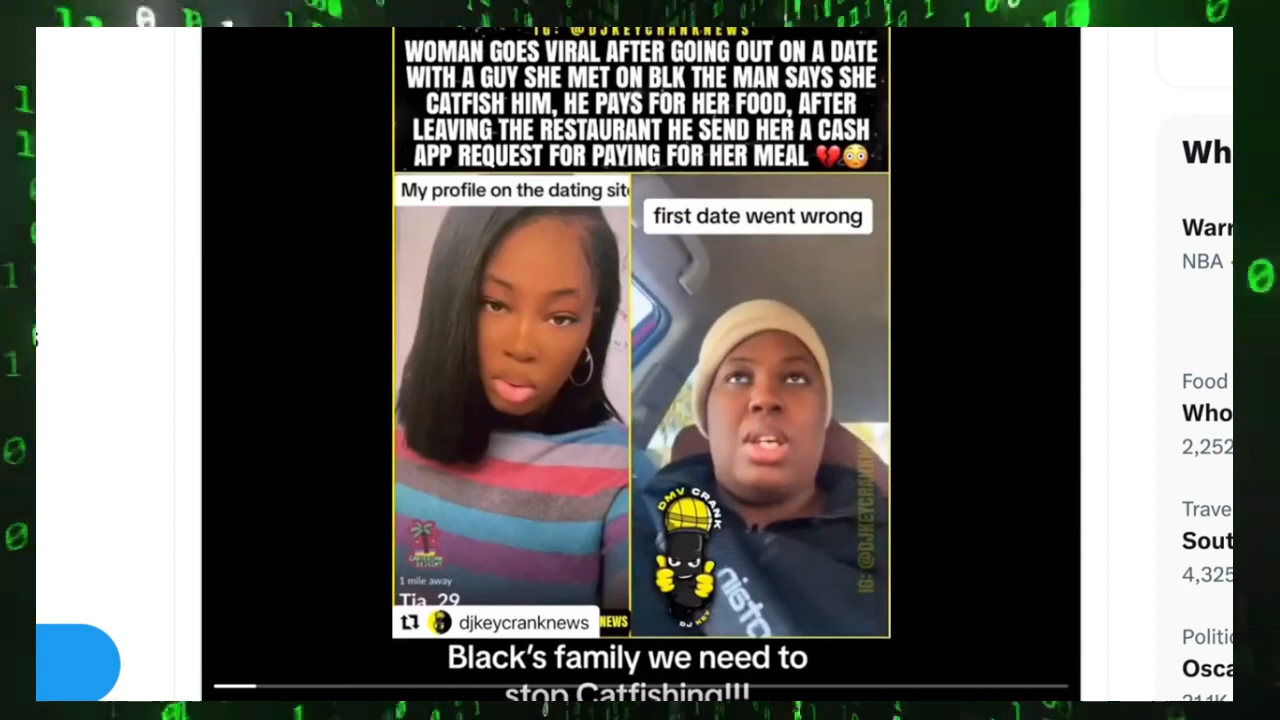 IG: @DJKEYCRANKNEWS
WOMAN GOES VIRAL AFTER GOING OUT ON A DATE
WITH A GUY SHE MET ON BLK THE MAN SAYS SHE
CATFISH HIM, HE PAYS FOR HER FOOD, AFTER
LEAVING THE RESTAURANT HE SEND HER A CASH
APP REQUEST FOR PAYING FOR HER MEAL 💔😳
My profile on the dating sit
first date went wrong
DMV CRANK
DJ KEY
IG: @DJKEYCRANKN
1 mile away
Tia, 29
djkeycranknews
NEWS
Black's family we need to
stop Catfishing!!!
Wh
Warr
NBA ·
Food
Who
2,252
Trave
Sout
4,325
Politi
Osca